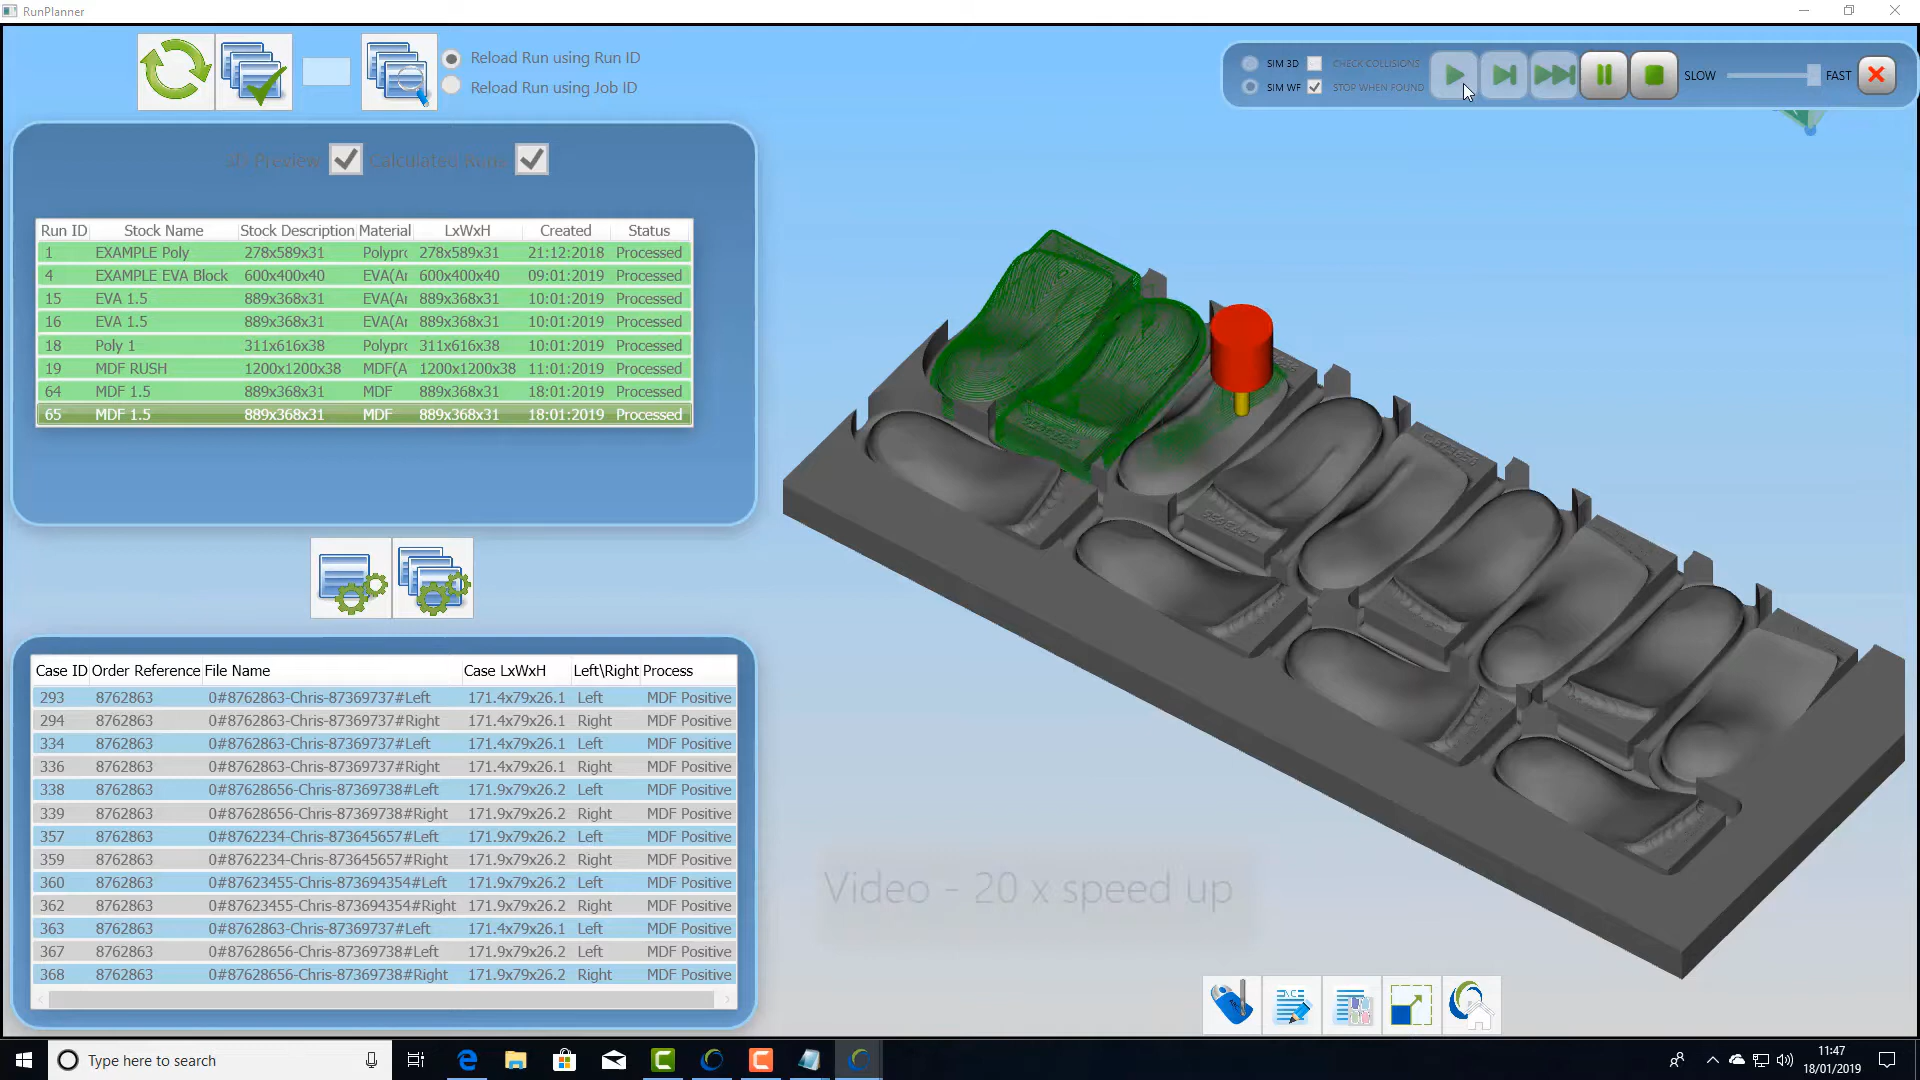 RunPlanner
Reload Run using Run ID
Reload Run using Job ID
SIM 3D CHECK COLLISIONS
SIM WF STOP WHEN FOUND
SLOW FAST
Preview Calculated Runs
Run ID Stock Name Stock Description Material LxWxH Created Status
1 EXAMPLE Poly 278x589x31 Polypro 278x589x31 21:12:2018 Processed
4 EXAMPLE EVA Block 600x400x40 EVA(Ar 600x400x40 09:01:2019 Processed
15 EVA 1.5 889x368x31 EVA(Ar 889x368x31 10:01:2019 Processed
16 EVA 1.5 889x368x31 EVA(Ar 889x368x31 10:01:2019 Processed
18 Poly 1 311x616x38 Polypro 311x616x38 10:01:2019 Processed
19 MDF RUSH 1200x1200x38 MDF(A 1200x1200x38 11:01:2019 Processed
64 MDF 1.5 889x368x31 MDF 889x368x31 18:01:2019 Processed
65 MDF 1.5 889x368x31 MDF 889x368x31 18:01:2019 Processed
Case ID Order Reference File Name Case LxWxH Left\Right Process
293 8762863 0#8762863-Chris-87369737#Left 171.4x79x26.1 Left MDF Positive
294 8762863 0#8762863-Chris-87369737#Right 171.4x79x26.1 Right MDF Positive
334 8762863 0#8762863-Chris-87369737#Left 171.4x79x26.1 Left MDF Positive
336 8762863 0#8762863-Chris-87369737#Right 171.4x79x26.1 Right MDF Positive
338 8762863 0#87628656-Chris-87369738#Left 171.9x79x26.2 Left MDF Positive
339 8762863 0#87628656-Chris-87369738#Right 171.9x79x26.2 Right MDF Positive
357 8762863 0#8762234-Chris-873645657#Left 171.9x79x26.2 Left MDF Positive
359 8762863 0#8762234-Chris-873645657#Right 171.9x79x26.2 Right MDF Positive
360 8762863 0#87623455-Chris-873694354#Left 171.9x79x26.2 Left MDF Positive
362 8762863 0#87623455-Chris-873694354#Right 171.9x79x26.2 Right MDF Positive
363 8762863 0#8762863-Chris-87369737#Left 171.4x79x26.1 Left MDF Positive
367 8762863 0#87628656-Chris-87369738#Left 171.9x79x26.2 Left MDF Positive
368 8762863 0#87628656-Chris-87369738#Right 171.9x79x26.2 Right MDF Positive
Video - 20 x speed up
Type here to search
11:47
18/01/2019